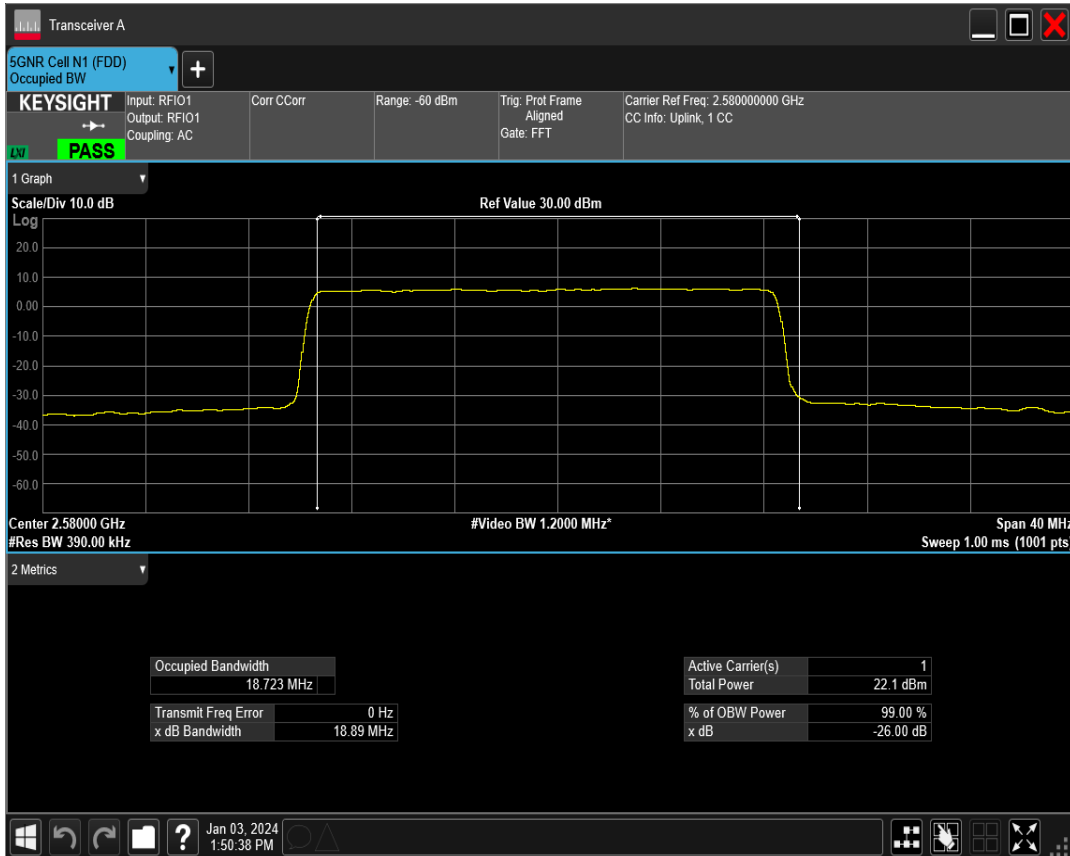 Transceiver A
5GNR Cell N1 (FDD)
Occupied BW
+
KEYSIGHT
LXI
PASS
Input: RFIO1
Output: RFIO1
Coupling: AC
Corr CCorr
Range: -60 dBm
Trig: Prot Frame
Aligned
Gate: FFT
Carrier Ref Freq: 2.580000000 GHz
CC Info: Uplink, 1 CC
1 Graph
Scale/Div 10.0 dB
Ref Value 30.00 dBm
Log
20.0
10.0
0.00
-10.0
-20.0
-30.0
-40.0
-50.0
-60.0
Center 2.58000 GHz
#Video BW 1.2000 MHz*
Span 40 MHz
#Res BW 390.00 kHz
Sweep 1.00 ms (1001 pts)
2 Metrics
Occupied Bandwidth
18.723 MHz
Transmit Freq Error 0 Hz
x dB Bandwidth 18.89 MHz
Active Carrier(s) 1
Total Power 22.1 dBm
% of OBW Power 99.00 %
x dB -26.00 dB
?
Jan 03, 2024
1:50:38 PM